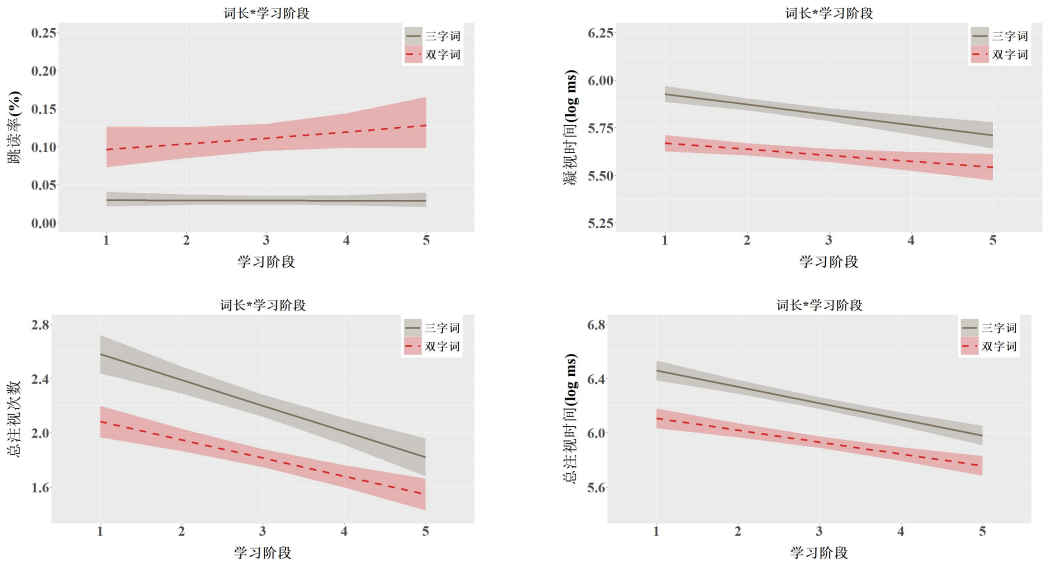 词长*学习阶段
0.25
0.20
0.15
0.10
0.05
0.00
跳读率(%)
三字词
双字词
1 2 3 4 5
学习阶段
词长*学习阶段
6.25
6.00
5.75
5.50
5.25
凝视时间(log ms)
三字词
双字词
1 2 3 4 5
学习阶段
词长*学习阶段
2.8
2.4
2.0
1.6
总注视次数
三字词
双字词
1 2 3 4 5
学习阶段
词长*学习阶段
6.8
6.4
6.0
5.6
总注视时间(log ms)
三字词
双字词
1 2 3 4 5
学习阶段